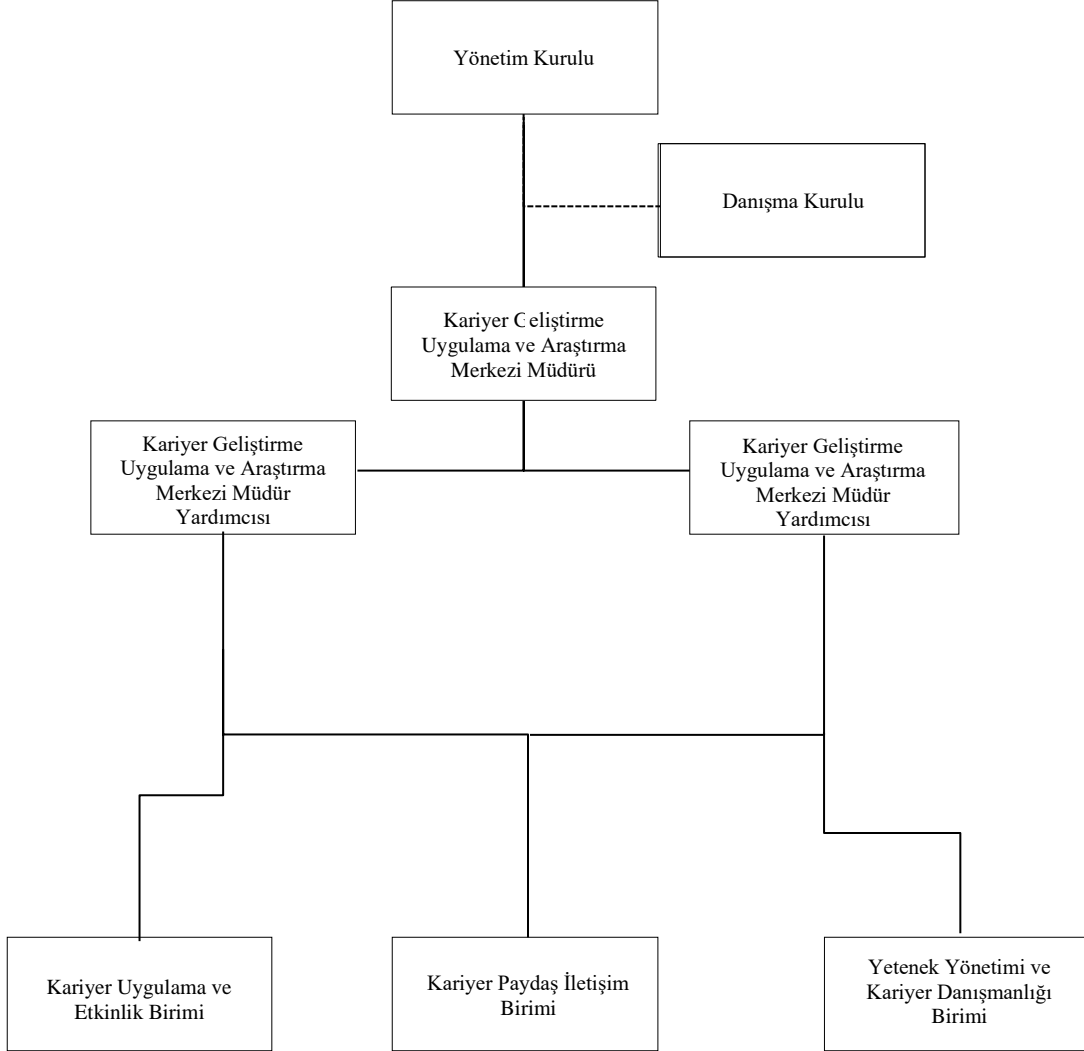 Yönetim Kurulu
Danışma Kurulu
Kariyer Geliştirme
Uygulama ve Araştırma
Merkezi Müdürü
Kariyer Geliştirme
Uygulama ve Araştırma
Merkezi Müdür
Yardımcısı
Kariyer Geliştirme
Uygulama ve Araştırma
Merkezi Müdür
Yardımcısı
Kariyer Uygulama ve
Etkinlik Birimi
Kariyer Paydaş İletişim
Birimi
Yetenek Yönetimi ve
Kariyer Danışmanlığı
Birimi